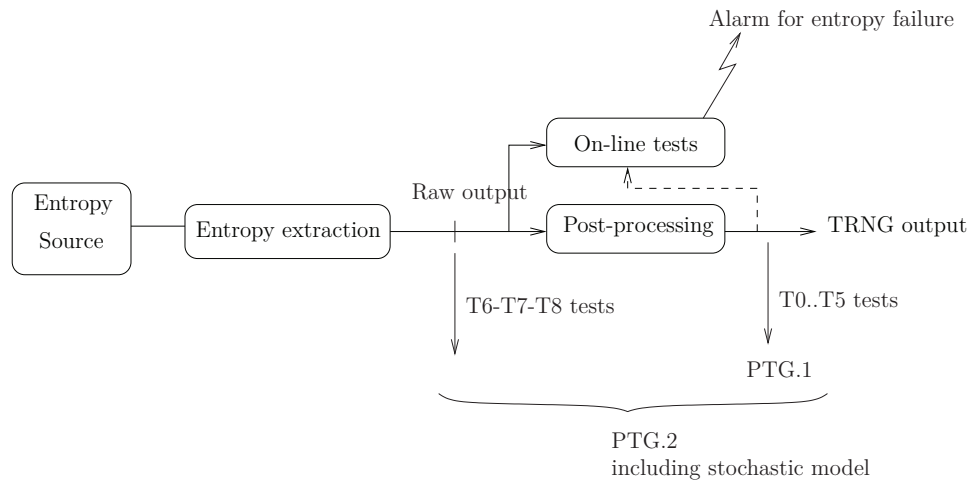 Alarm for entropy failure
On-line tests
Raw output
Entropy
Source
Entropy extraction
Post-processing
TRNG output
T6-T7-T8 tests
T0..T5 tests
PTG.1
PTG.2
including stochastic model